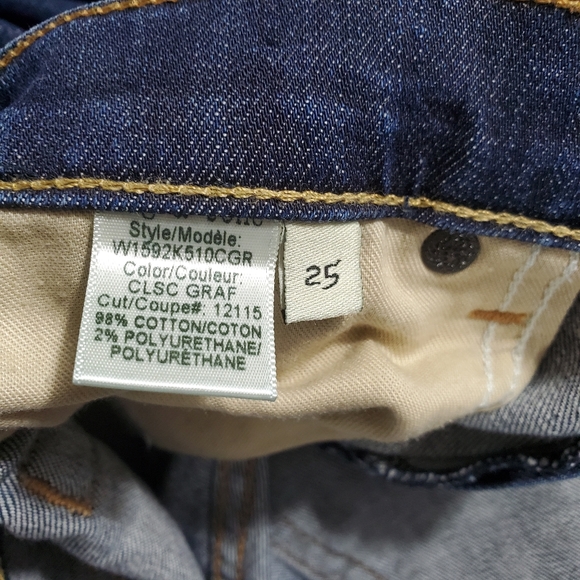 Style/Modèle:
W1592K510CGR
Color/Couleur:
CLSC GRAF
Cut/Coupe#: 12115
98% COTTON/COTON
2% POLYURETHANE/
POLYURÉTHANE
25